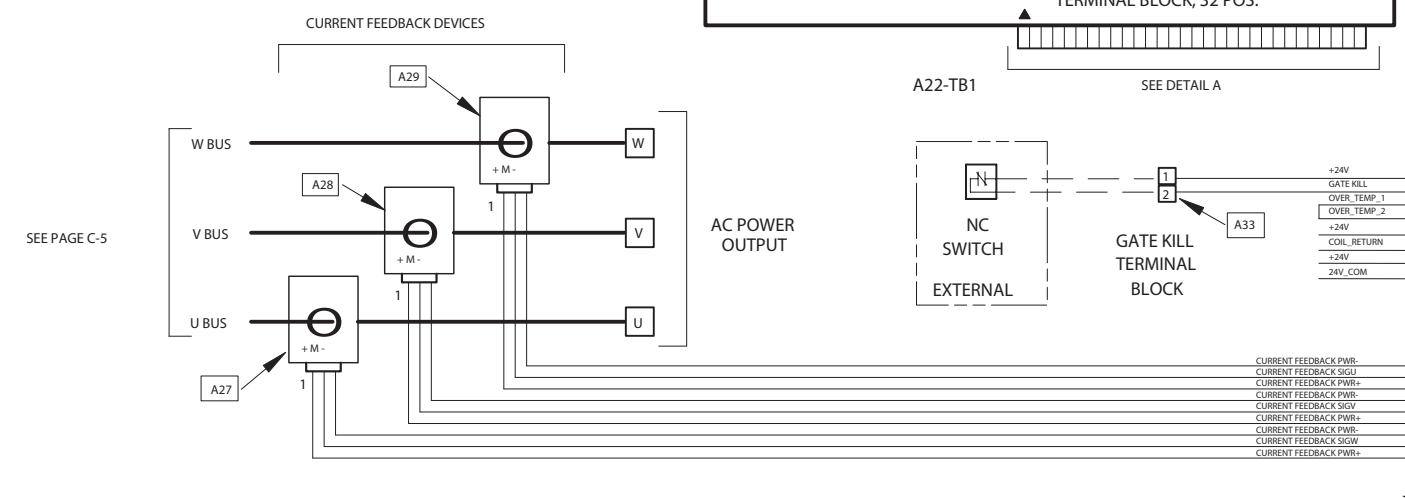 TERMINAL BLOCK, 32 POS.
CURRENT FEEDBACK DEVICES
A29
A22-TB1
SEE DETAIL A
W BUS
W
+ M -
1
A28
SEE PAGE C-5
V BUS
V
+ M -
1
AC POWER
OUTPUT
U BUS
U
+ M -
1
A27
N
NC
SWITCH
EXTERNAL
1
2
A33
GATE KILL
TERMINAL
BLOCK
+24V
GATE KILL
OVER_TEMP_1
OVER_TEMP_2
+24V
COIL_RETURN
+24V
24V_COM
CURRENT FEEDBACK PWR-
CURRENT FEEDBACK SIGU
CURRENT FEEDBACK PWR+
CURRENT FEEDBACK PWR-
CURRENT FEEDBACK SIGV
CURRENT FEEDBACK PWR+
CURRENT FEEDBACK PWR-
CURRENT FEEDBACK SIGW
CURRENT FEEDBACK PWR+